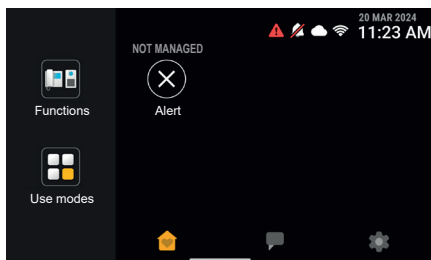 20 MAR 2024
11:23 AM
NOT MANAGED
Functions
Alert
Use modes